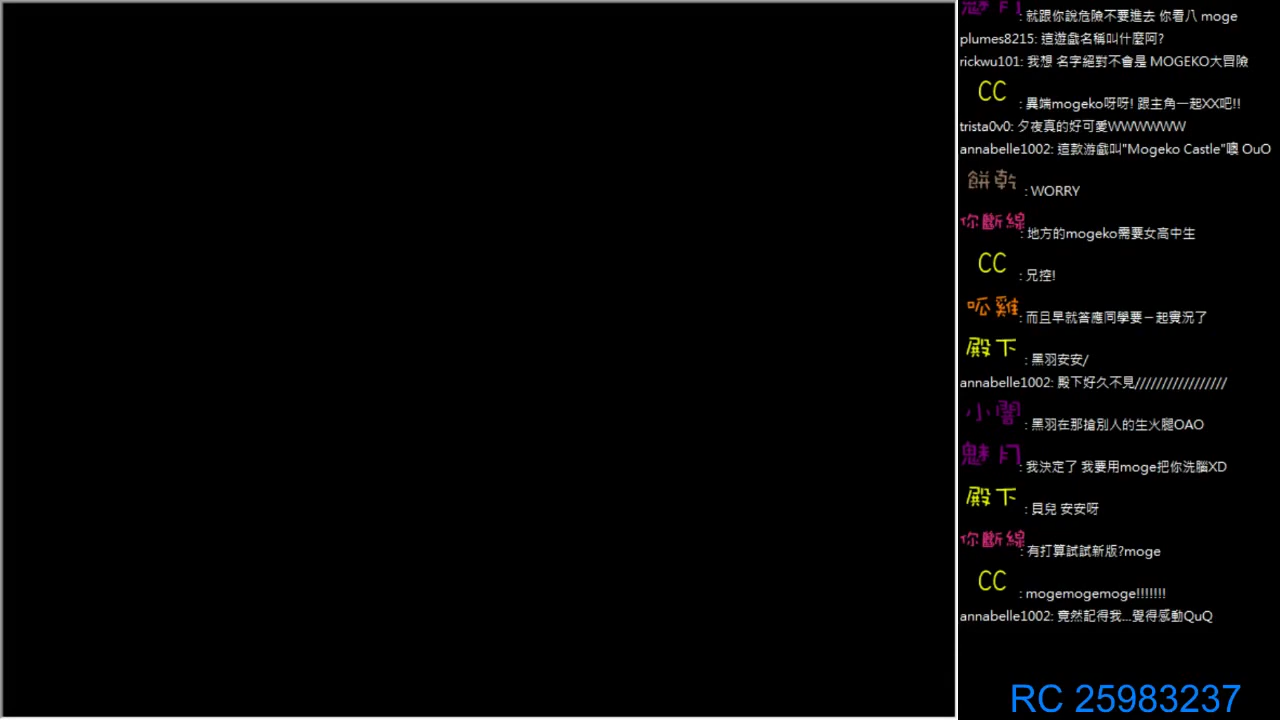 魅月: 就跟你說危險不要進去 你看八 moge
plumes8215: 這遊戲名稱叫什麼阿?
rickwu101: 我想 名字絕對不會是 MOGEKO大冒險
CC: 異端mogeko呀呀! 跟主角一起XX吧!!
trista0v0: 夕夜真的好可愛WWWWWWW
annabelle1002: 這款游戲叫"Mogeko Castle"噢 OuO
餅乾: WORRY
你斷線: 地方的mogeko需要女高中生
CC: 兄控!
呱雞: 而且早就答應同學要一起實況了
殿下: 黑羽安安/
annabelle1002: 殿下好久不見/////////////////
小闇: 黑羽在那搶別人的生火腿OAO
魅月: 我決定了 我要用moge把你洗腦XD
殿下: 貝兒 安安呀
你斷線: 有打算試試新版?moge
CC: mogemogemoge!!!!!!!
annabelle1002: 竟然記得我...覺得感動QuQ
RC 25983237